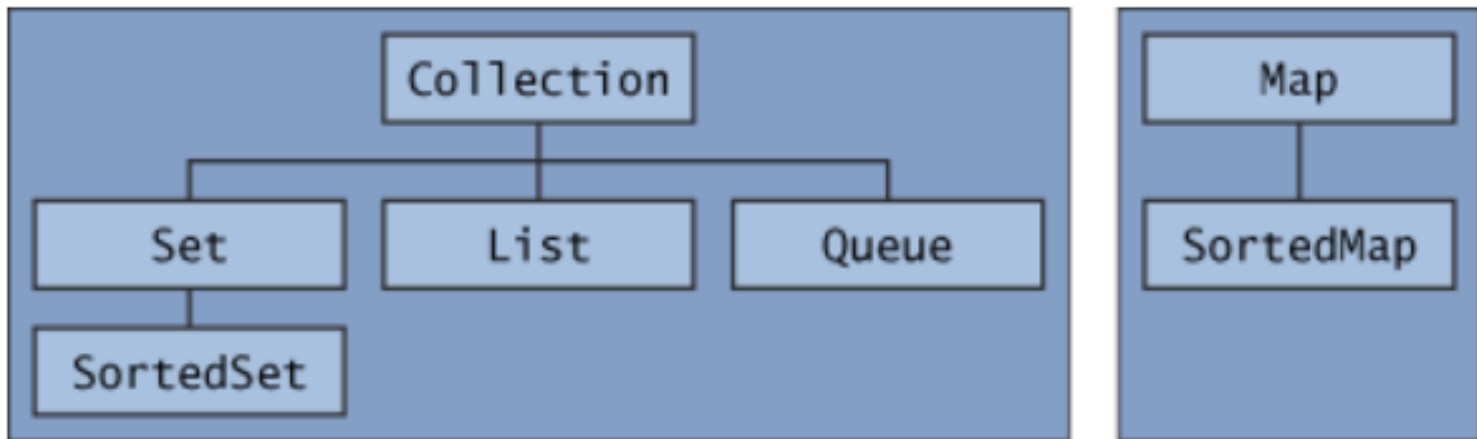 Collection
Map
Set
List
Queue
SortedMap
SortedSet